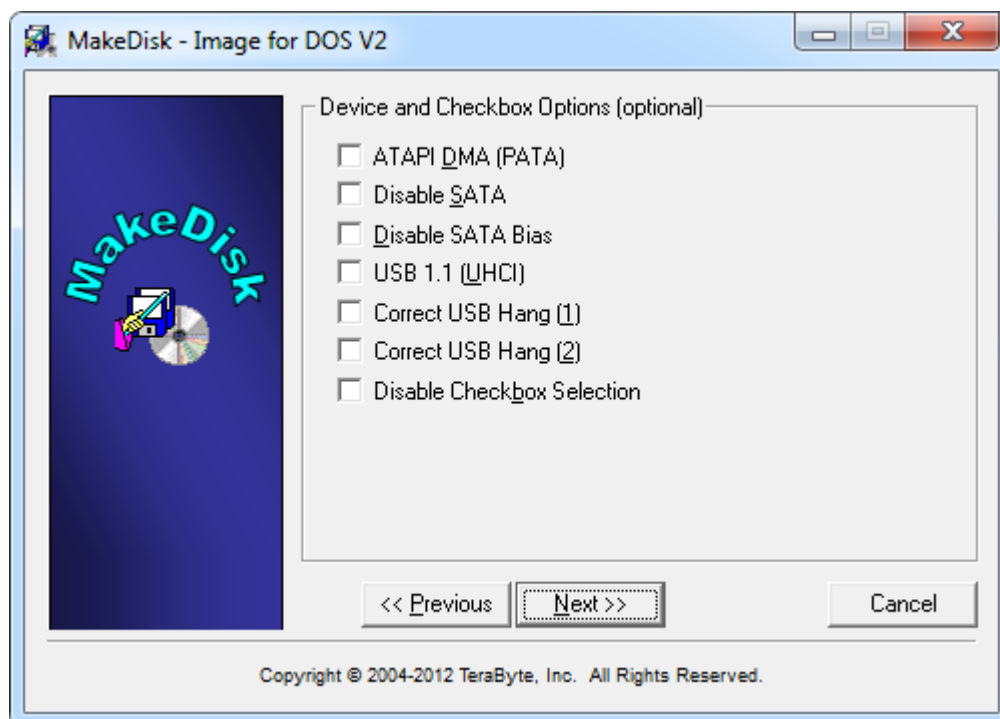 MakeDisk - Image for DOS V2
MakeDisk
Device and Checkbox Options (optional)
ATAPI DMA (PATA)
Disable SATA
Disable SATA Bias
USB 1.1 (UHCI)
Correct USB Hang (1)
Correct USB Hang (2)
Disable Checkbox Selection
<< Previous
Next >>
Cancel
Copyright © 2004-2012 TeraByte, Inc.  All Rights Reserved.